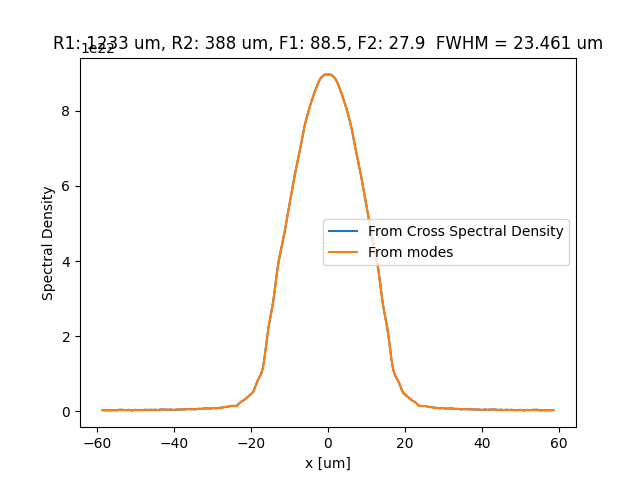 R1: 1233 um, R2: 388 um, F1: 88.5, F2: 27.9  FWHM = 23.461 um
1e22
8
6
4
2
0
Spectral Density
From Cross Spectral Density
From modes
−60 −40 −20 0 20 40 60
x [um]